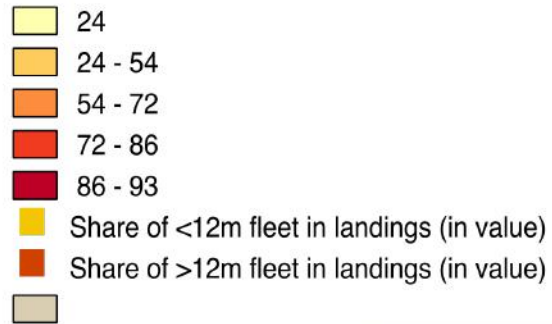 24
24 - 54
54 - 72
72 - 86
86 - 93
Share of <12m fleet in landings (in value)
Share of >12m fleet in landings (in value)